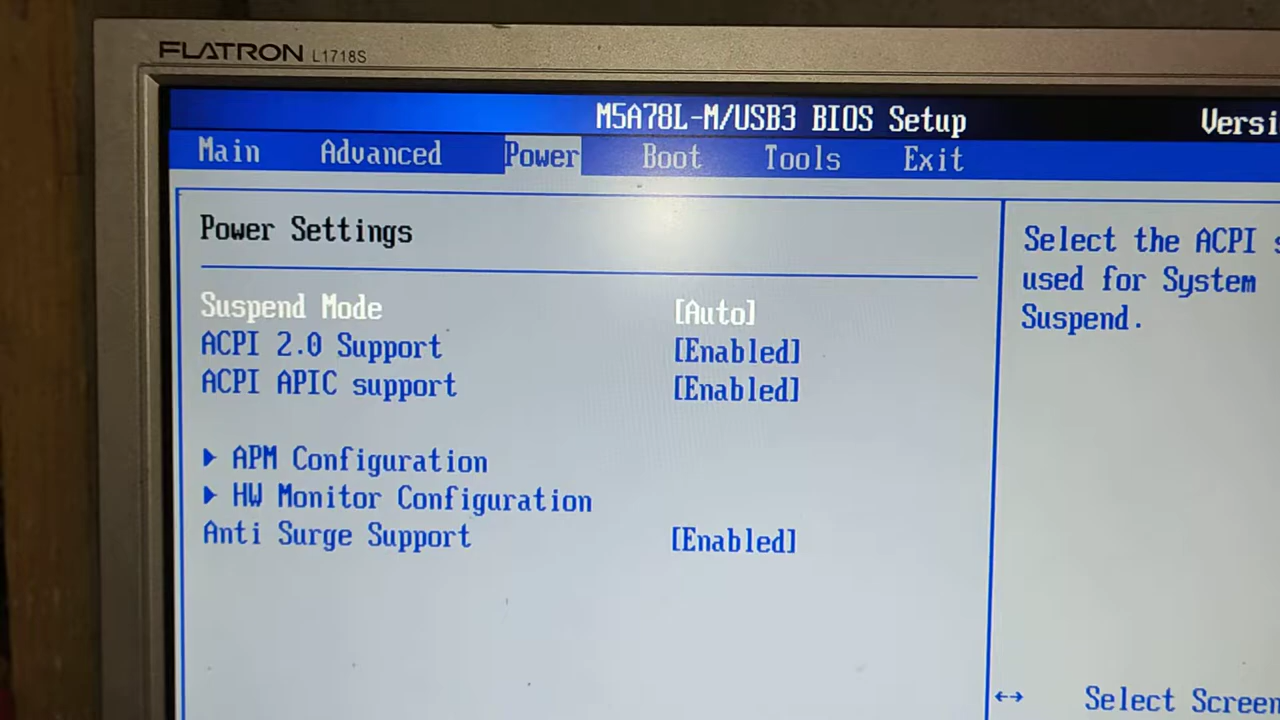 FLATRON L1718S
M5A78L-M/USB3 BIOS Setup
Main Advanced Power Boot Tools Exit
Power Settings
Suspend Mode [Auto]
ACPI 2.0 Support [Enabled]
ACPI APIC support [Enabled]
APM Configuration
HW Monitor Configuration
Anti Surge Support [Enabled]
Select the ACPI
used for System
Suspend.
↔ Select Screen